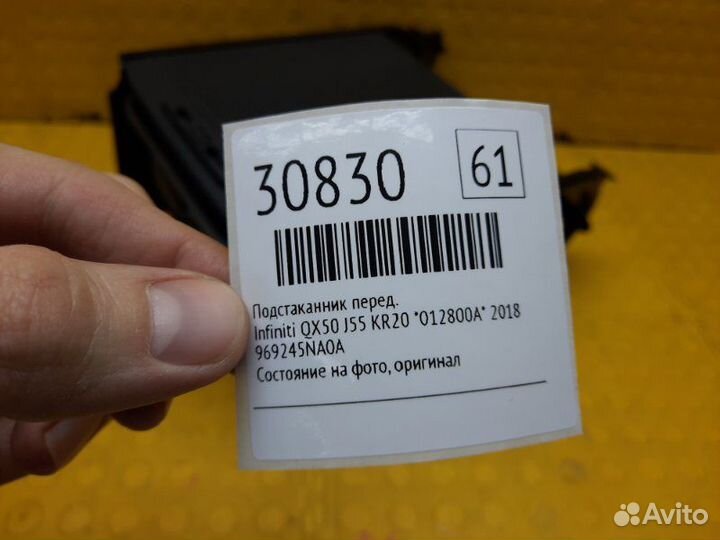 30830
61
Подстаканник перед.
Infiniti QX50 J55 KR20 *012800A* 2018
969245NA0A
Состояние на фото, оригинал
Avito